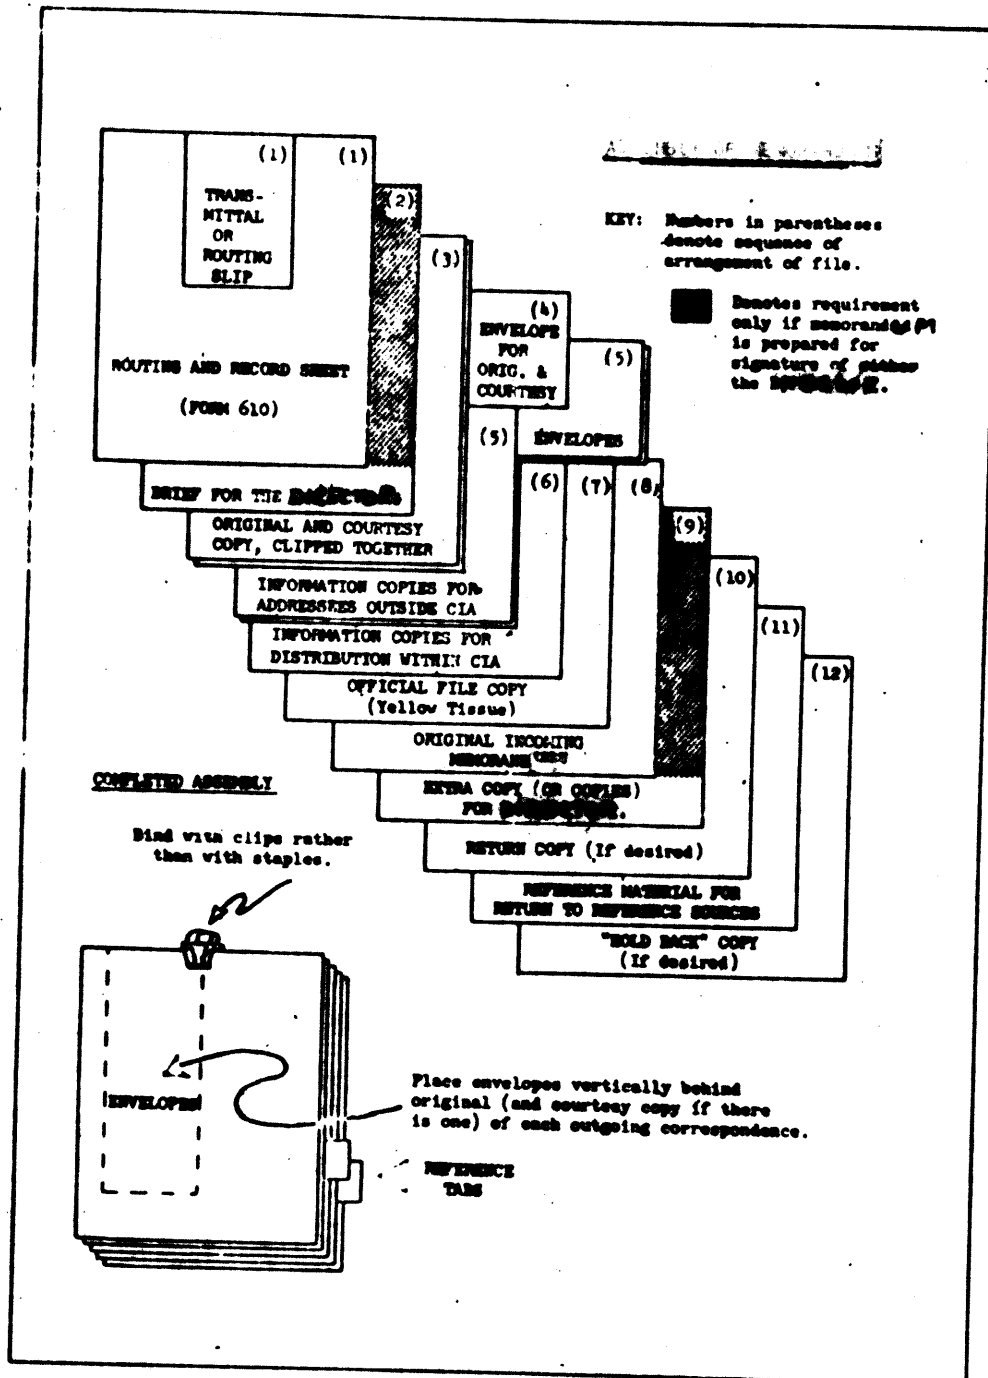 (1)
(1)
TRANS-
MITTAL
OR
ROUTING
SLIP
ROUTING AND RECORD SHEET
(FORM 610)
(2)
BRIEF FOR THE
(3)
ORIGINAL AND COURTESY
COPY, CLIPPED TOGETHER
(4)
ENVELOPE
FOR
ORIG. &
COURTESY
(5)
ENVELOPES
(5)
INFORMATION COPIES FOR
ADDRESSEES OUTSIDE CIA
(6)
INFORMATION COPIES FOR
DISTRIBUTION WITHIN CIA
(7)
OFFICIAL FILE COPY
(Yellow Tissue)
(8)
ORIGINAL INCOMING
(9)
EXTRA COPY (OR COPIES)
FOR
(10)
RETURN COPY (If desired)
(11)
REFERENCE MATERIAL FOR
RETURN TO REFERENCE SOURCES
(12)
"HOLD BACK" COPY
(If desired)
KEY: Numbers in parentheses
denote sequence of
arrangement of file.
Denotes requirement
only if
is prepared for
signature of either
the
COMPLETED ASSEMBLY
Bind with clips rather
than with staples.
ENVELOPES
Place envelopes vertically behind
original (and courtesy copy if there
is one) of each outgoing correspondence.
REFERENCE
TABS